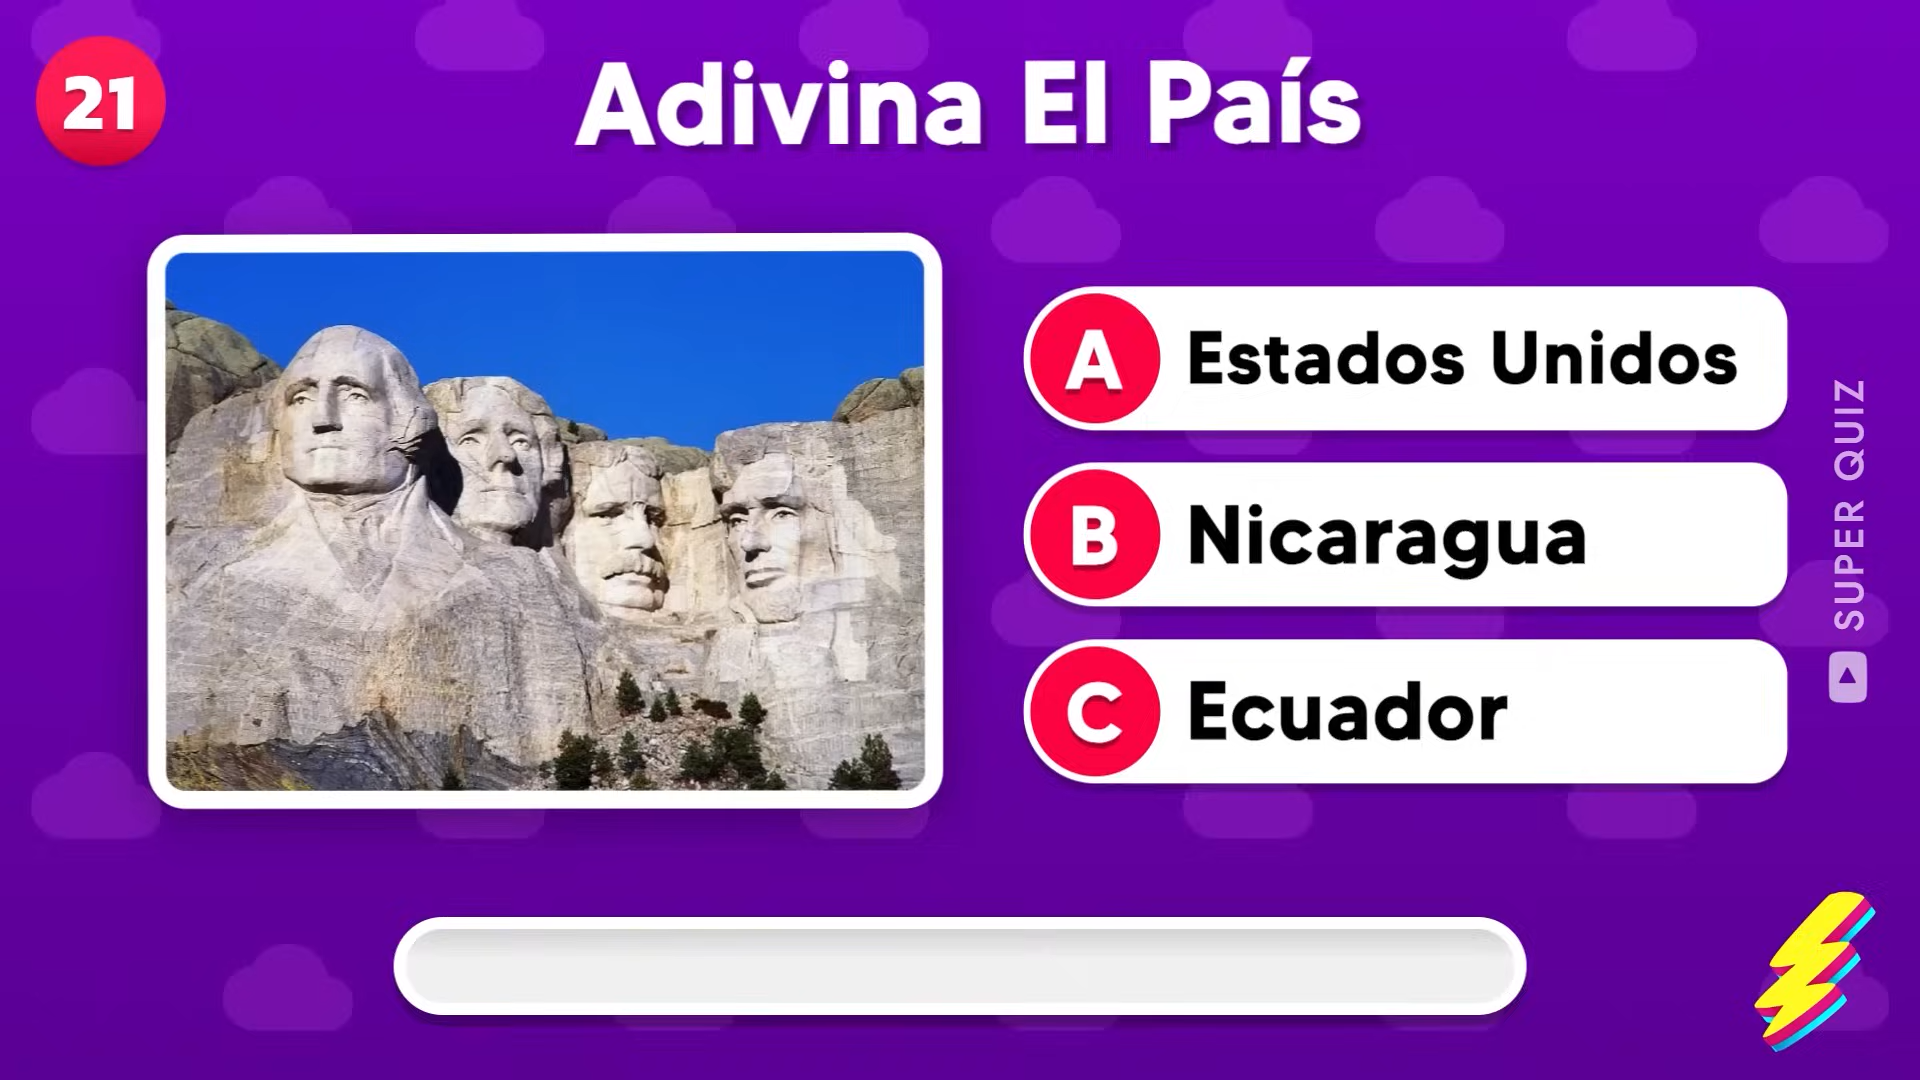 21
Adivina El País
A Estados Unidos
B Nicaragua
C Ecuador
SUPER QUIZ